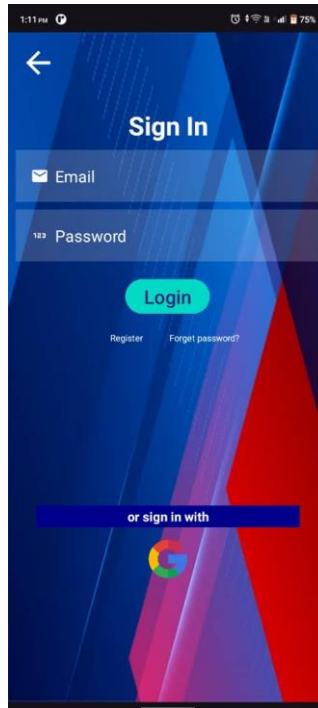 1:11 PM 75%
Sign In
Email
123 Password
Login
Register Forget password?
or sign in with
G